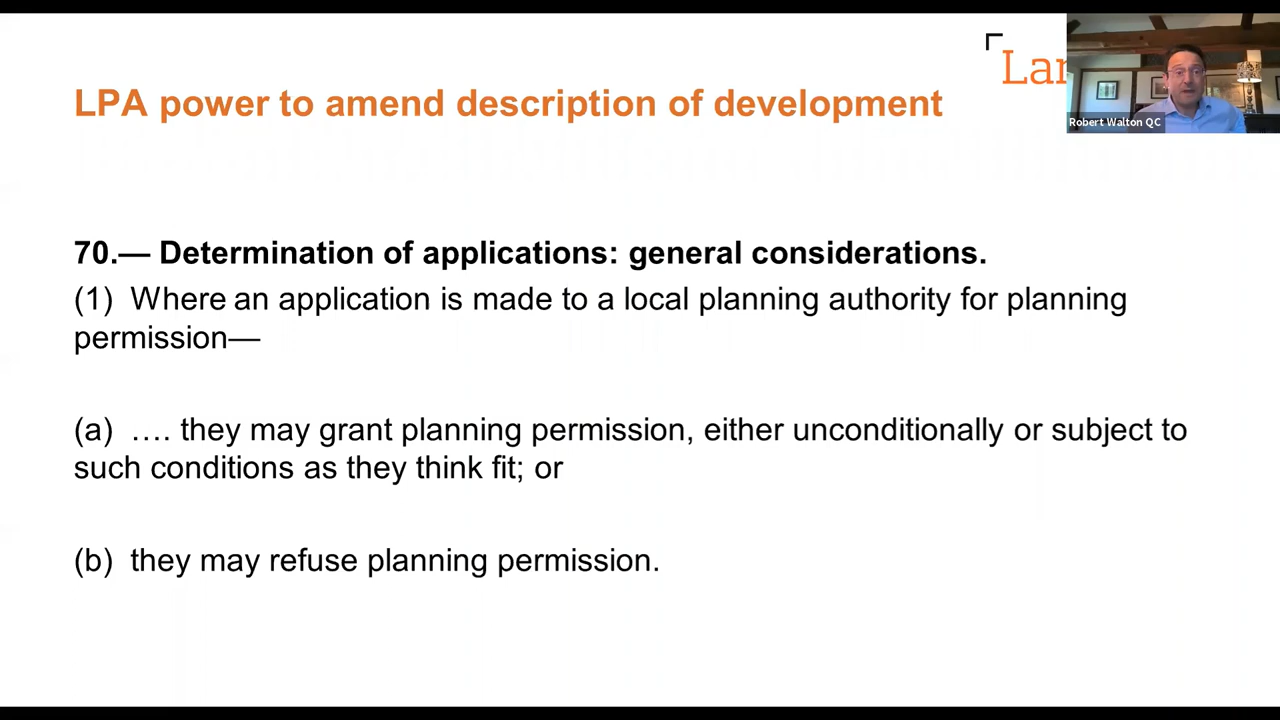 LPA power to amend description of development
Lan
Robert Walton QC
70.— Determination of applications: general considerations.
(1) Where an application is made to a local planning authority for planning
permission—
(a) …. they may grant planning permission, either unconditionally or subject to
such conditions as they think fit; or
(b) they may refuse planning permission.